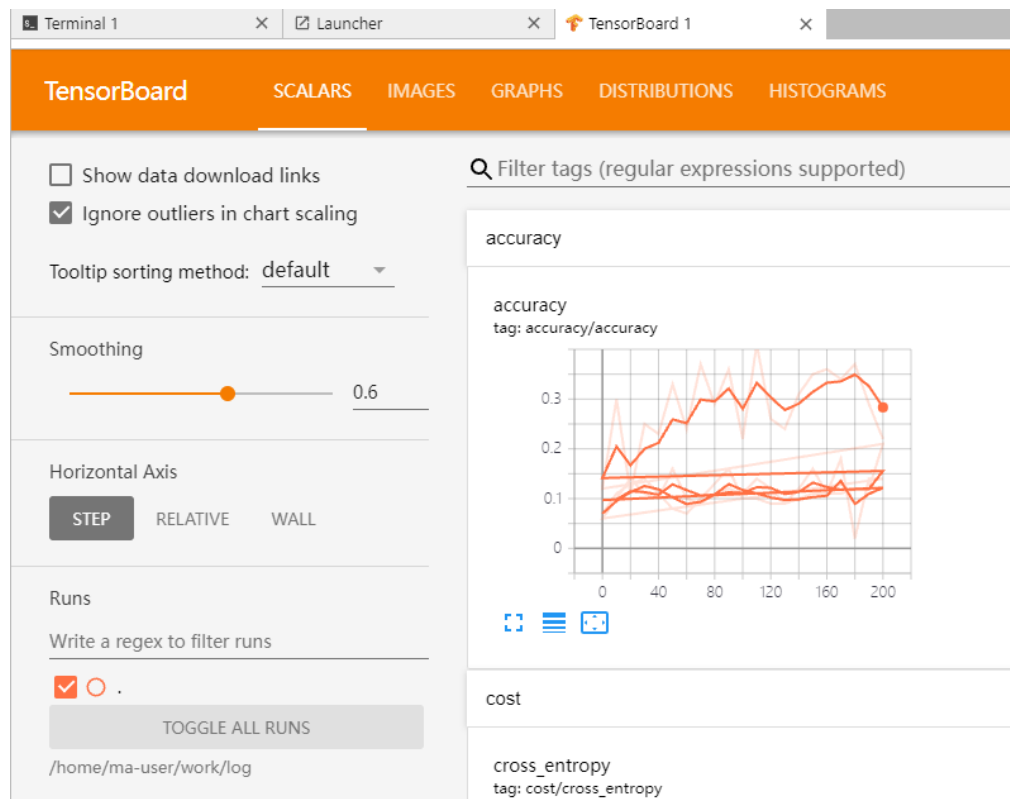 Terminal 1
Launcher
TensorBoard 1
TensorBoard
SCALARS
IMAGES
GRAPHS
DISTRIBUTIONS
HISTOGRAMS
Show data download links
Ignore outliers in chart scaling
Tooltip sorting method: default
Smoothing
0.6
Horizontal Axis
STEP
RELATIVE
WALL
Runs
Write a regex to filter runs
.
TOGGLE ALL RUNS
/home/ma-user/work/log
Filter tags (regular expressions supported)
accuracy
accuracy
tag: accuracy/accuracy
0.3
0.2
0.1
0
0 40 80 120 160 200
cost
cross_entropy
tag: cost/cross_entropy